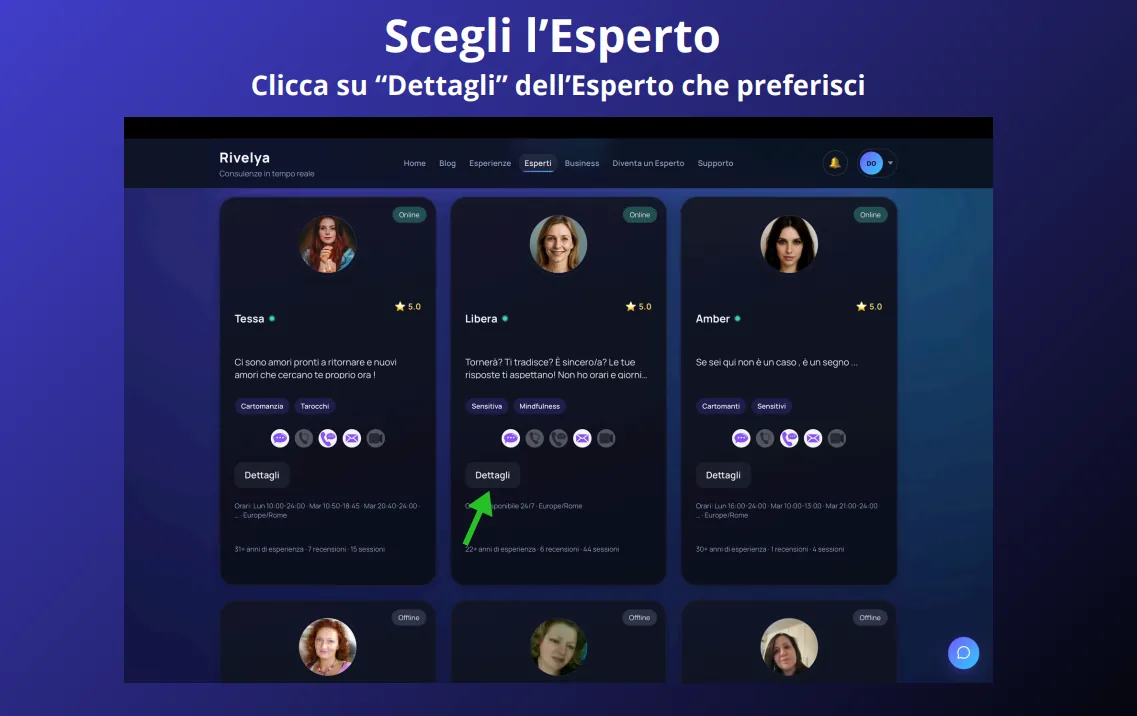 Scegli l’Esperto
Clicca su “Dettagli” dell’Esperto che preferisci
Rivelya
Consulenze in tempo reale
Home Blog Esperienze Esperti Business Diventa un Esperto Supporto
DO
Online
5.0
Tessa
Ci sono amori pronti a ritornare e nuovi
amori che cercano te proprio ora !
Cartomanzia Tarocchi
Dettagli
Orari: Lun 10:00-24:00 · Mar 10:50-18:45 · Mar 20:40-24:00 ·
… · Europe/Rome
31+ anni di esperienza · 7 recensioni · 15 sessioni
Online
5.0
Libera
Tornerà? Ti tradisce? È sincero/a? Le tue
risposte ti aspettano! Non ho orari e giorni…
Sensitiva Mindfulness
Dettagli
24/7 · Europe/Rome
22+ anni di esperienza · 6 recensioni · 44 sessioni
Online
5.0
Amber
Se sei qui non è un caso , è un segno ...
Cartomanti Sensitivi
Dettagli
Orari: Lun 16:00-24:00 · Mar 10:00-13:00 · Mar 21:00-24:00
… · Europe/Rome
30+ anni di esperienza · 1 recensioni · 4 sessioni
Offline
Offline
Offline